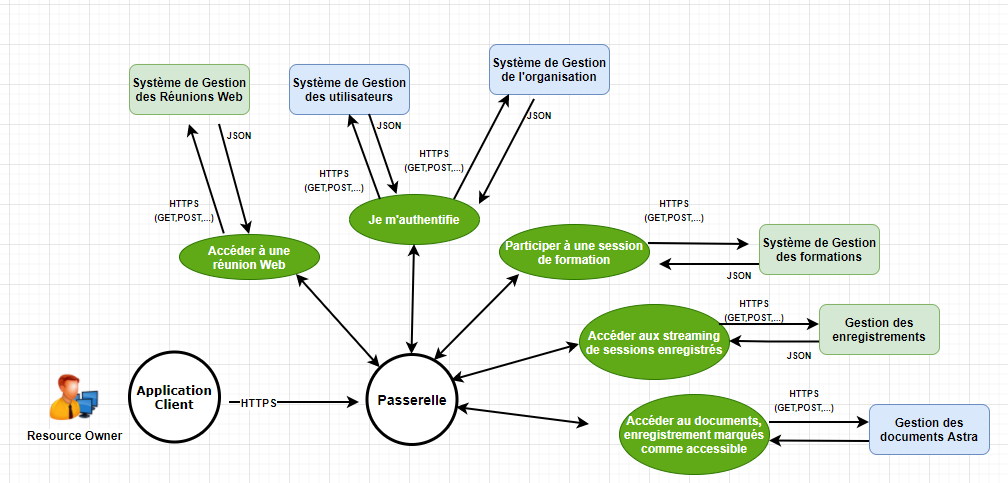 Système de Gestion
de l'organisation
Système de Gestion
des Réunions Web
Système de Gestion
des utilisateurs
JSON
JSON
JSON
HTTPS
(GET,POST,...)
HTTPS
(GET,POST,...)
HTTPS
(GET,POST,...)
Je m'authentifie
Accéder à une
réunion Web
HTTPS
(GET,POST,...)
Participer à une session
de formation
Système de Gestion
des formations
JSON
HTTPS
(GET,POST,...)
Accéder aux streaming
de sessions enregistrés
Gestion des
enregistrements
JSON
Application
Client
HTTPS
Passerelle
Resource Owner
HTTPS
(GET,POST,...)
Accéder au documents,
enregistrement marqués
comme accessible
Gestion des
documents Astra